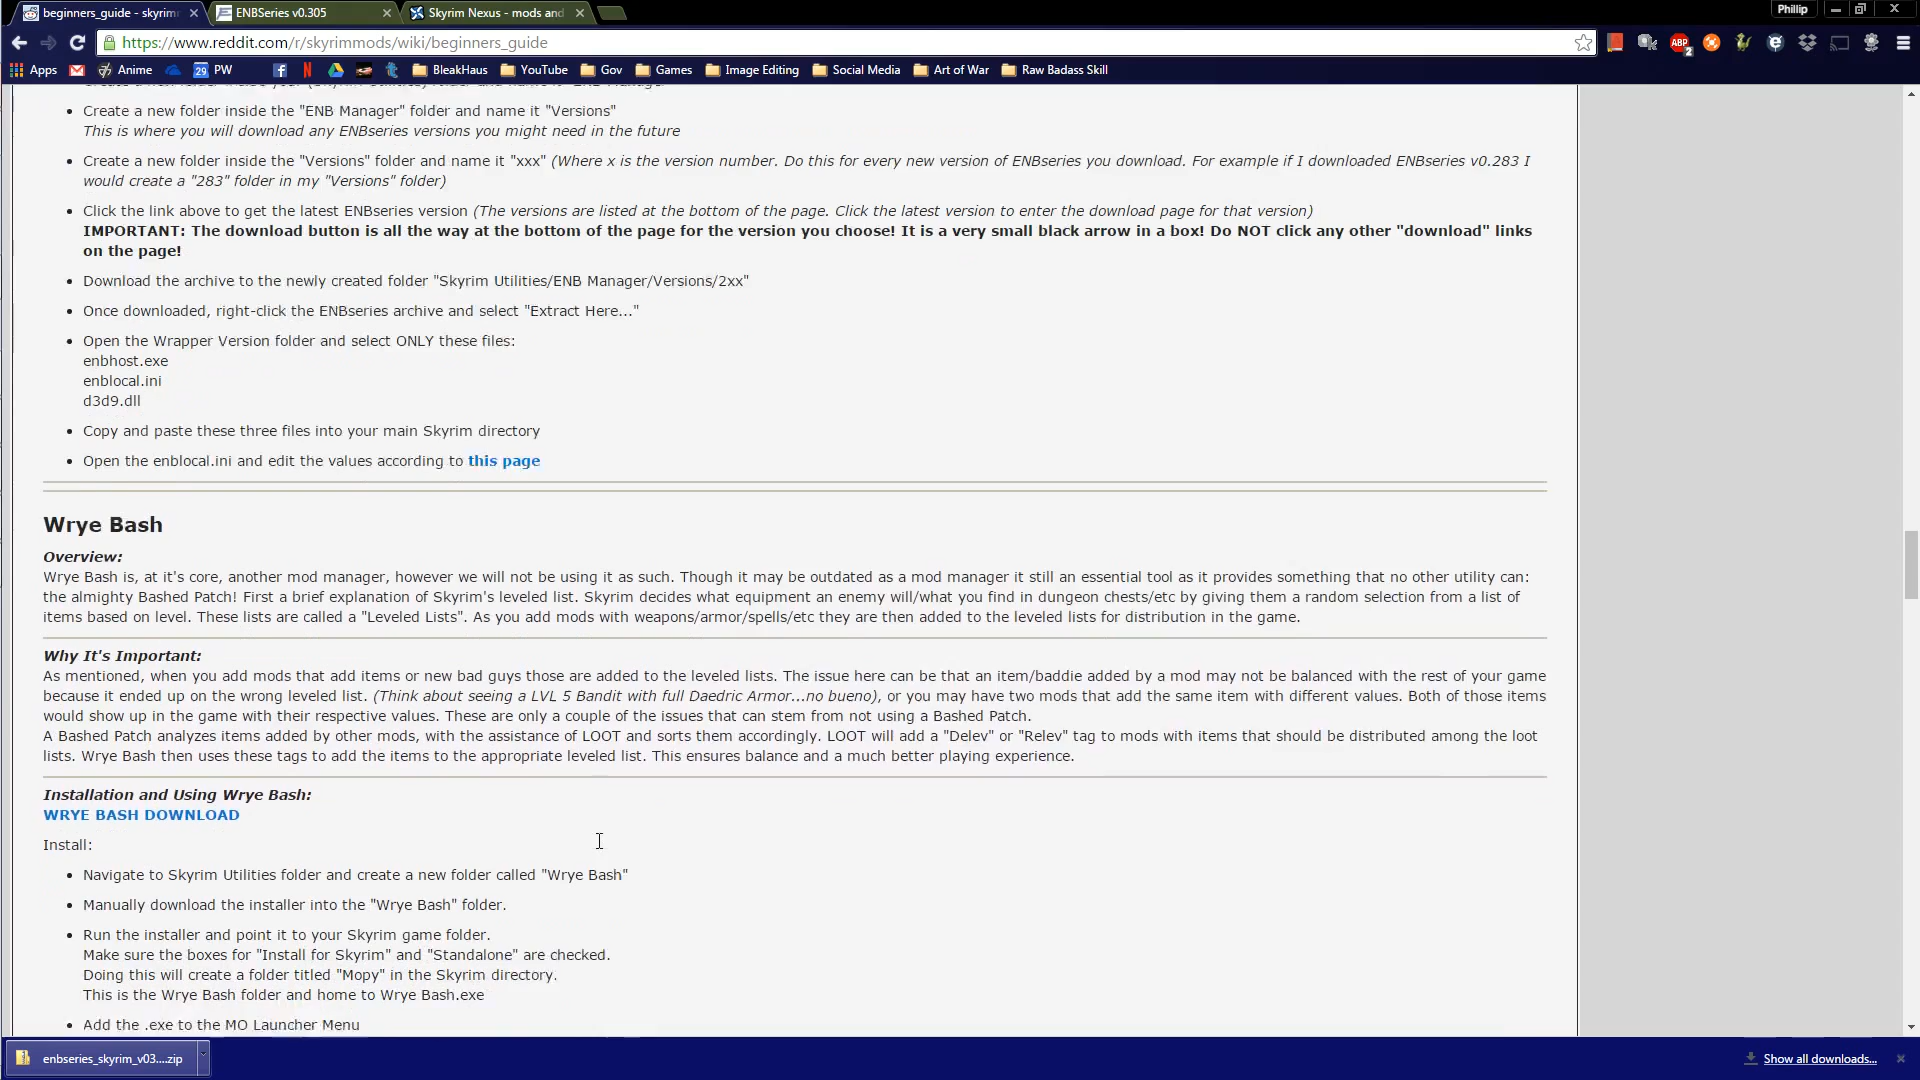 beginners_guide - skyrimm
ENBSeries v0.305
Skyrim Nexus - mods and
Phillip
https://www.reddit.com/r/skyrimmods/wiki/beginners_guide
ABP
2
Apps
Anime
29 PW
BleakHaus
YouTube
Gov
Games
Image Editing
Social Media
Art of War
Raw Badass Skill
Create a new folder inside the "ENB Manager" folder and name it "Versions"
This is where you will download any ENBseries versions you might need in the future
Create a new folder inside the "Versions" folder and name it "xxx" (Where x is the version number. Do this for every new version of ENBseries you download. For example if I downloaded ENBseries v0.283 I
would create a "283" folder in my "Versions" folder)
Click the link above to get the latest ENBseries version (The versions are listed at the bottom of the page. Click the latest version to enter the download page for that version)
IMPORTANT: The download button is all the way at the bottom of the page for the version you choose! It is a very small black arrow in a box! Do NOT click any other "download" links
on the page!
Download the archive to the newly created folder "Skyrim Utilities/ENB Manager/Versions/2xx"
Once downloaded, right-click the ENBseries archive and select "Extract Here..."
Open the Wrapper Version folder and select ONLY these files:
enbhost.exe
enblocal.ini
d3d9.dll
Copy and paste these three files into your main Skyrim directory
Open the enblocal.ini and edit the values according to this page
Wrye Bash
Overview:
Wrye Bash is, at it's core, another mod manager, however we will not be using it as such. Though it may be outdated as a mod manager it still an essential tool as it provides something that no other utility can:
the almighty Bashed Patch! First a brief explanation of Skyrim's leveled list. Skyrim decides what equipment an enemy will/what you find in dungeon chests/etc by giving them a random selection from a list of
items based on level. These lists are called a "Leveled Lists". As you add mods with weapons/armor/spells/etc they are then added to the leveled lists for distribution in the game.
Why It's Important:
As mentioned, when you add mods that add items or new bad guys those are added to the leveled lists. The issue here can be that an item/baddie added by a mod may not be balanced with the rest of your game
because it ended up on the wrong leveled list. (Think about seeing a LVL 5 Bandit with full Daedric Armor...no bueno), or you may have two mods that add the same item with different values. Both of those items
would show up in the game with their respective values. These are only a couple of the issues that can stem from not using a Bashed Patch.
A Bashed Patch analyzes items added by other mods, with the assistance of LOOT and sorts them accordingly. LOOT will add a "Delev" or "Relev" tag to mods with items that should be distributed among the loot
lists. Wrye Bash then uses these tags to add the items to the appropriate leveled list. This ensures balance and a much better playing experience.
Installation and Using Wrye Bash:
WRYE BASH DOWNLOAD
Install:
Navigate to Skyrim Utilities folder and create a new folder called "Wrye Bash"
Manually download the installer into the "Wrye Bash" folder.
Run the installer and point it to your Skyrim game folder.
Make sure the boxes for "Install for Skyrim" and "Standalone" are checked.
Doing this will create a folder titled "Mopy" in the Skyrim directory.
This is the Wrye Bash folder and home to Wrye Bash.exe
Add the .exe to the MO Launcher Menu
enbseries_skyrim_v03....zip
Show all downloads...